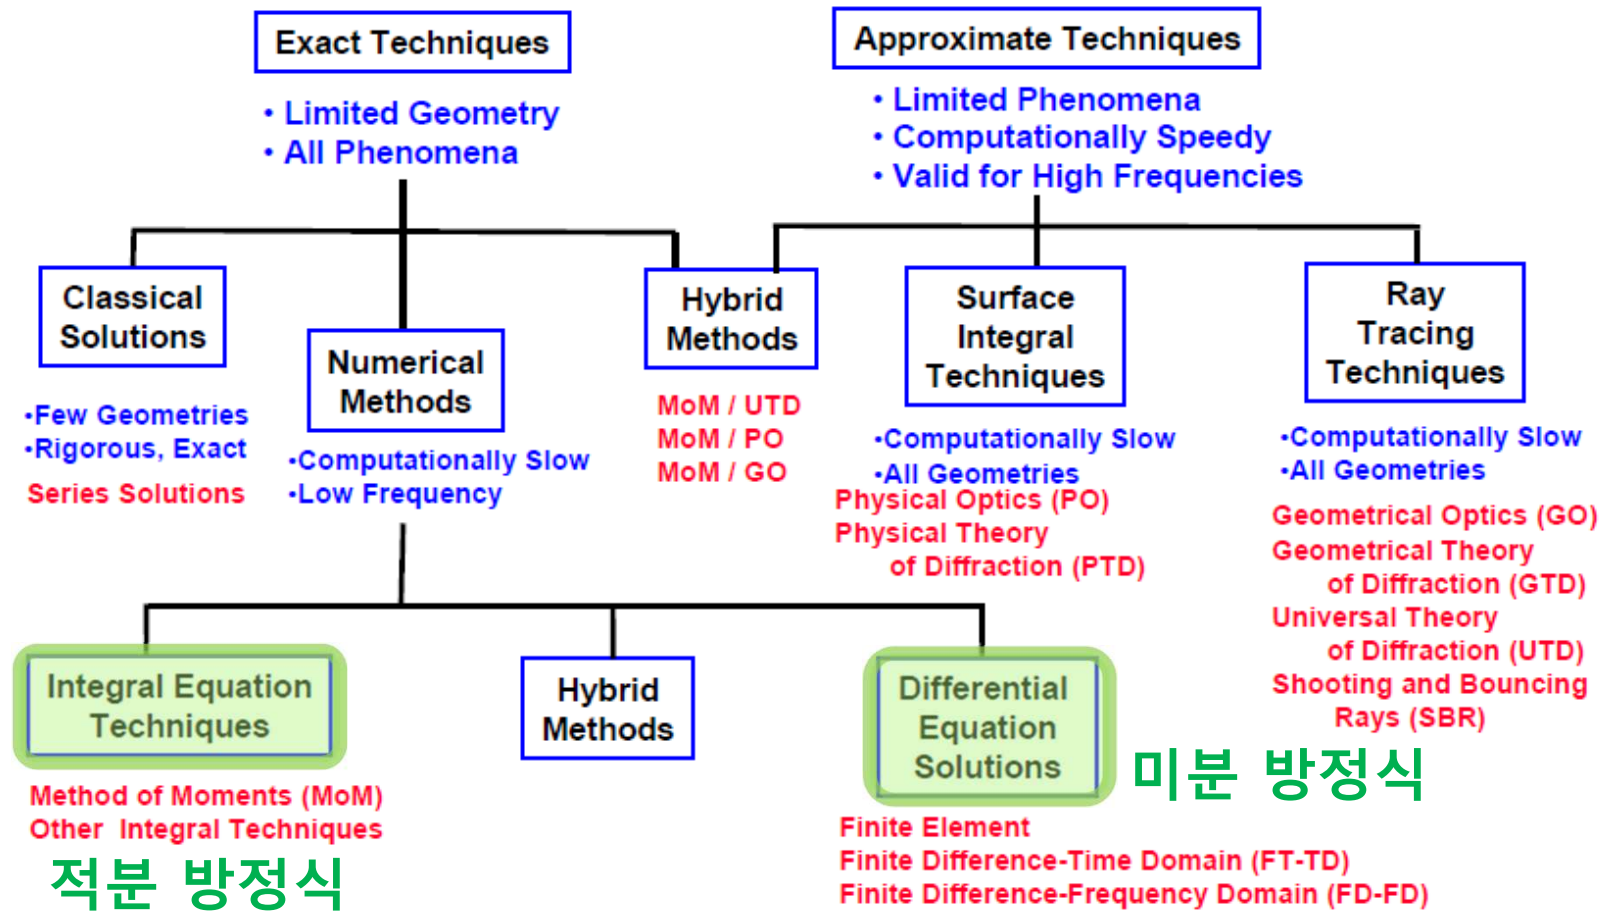 Exact Techniques
• Limited Geometry
• All Phenomena
Approximate Techniques
• Limited Phenomena
• Computationally Speedy
• Valid for High Frequencies
Classical
Solutions
•Few Geometries
•Rigorous, Exact
Series Solutions
Numerical
Methods
•Computationally Slow
•Low Frequency
Hybrid
Methods
MoM / UTD
MoM / PO
MoM / GO
Surface
Integral
Techniques
•Computationally Slow
•All Geometries
Physical Optics (PO)
Physical Theory
of Diffraction (PTD)
Ray
Tracing
Techniques
•Computationally Slow
•All Geometries
Geometrical Optics (GO)
Geometrical Theory
of Diffraction (GTD)
Universal Theory
of Diffraction (UTD)
Shooting and Bouncing
Rays (SBR)
Integral Equation
Techniques
Method of Moments (MoM)
Other Integral Techniques
적분 방정식
Hybrid
Methods
Differential
Equation
Solutions
미분 방정식
Finite Element
Finite Difference-Time Domain (FT-TD)
Finite Difference-Frequency Domain (FD-FD)